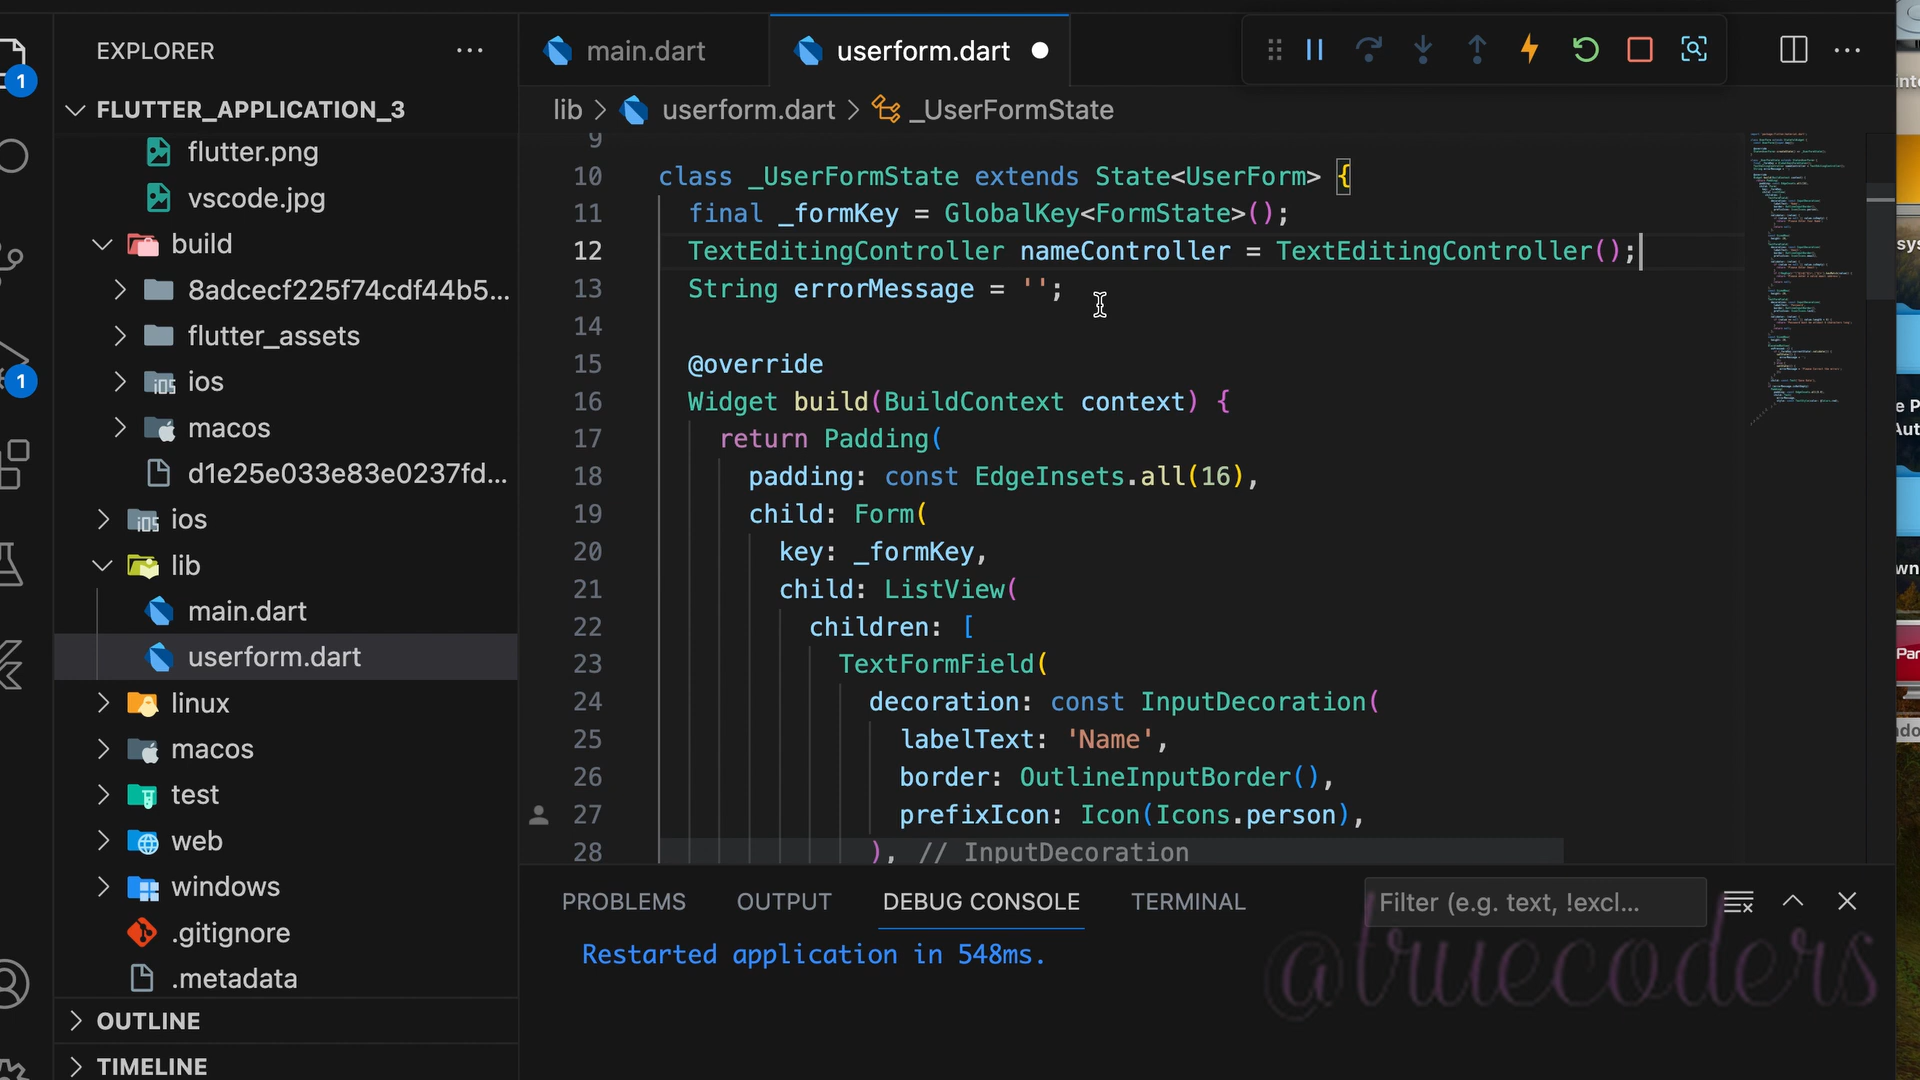 EXPLORER
main.dart
userform.dart
FLUTTER_APPLICATION_3
lib > userform.dart > _UserFormState
flutter.png
vscode.jpg
build
8adcecf225f74cdf44b5...
flutter_assets
ios
macos
d1e25e033e83e0237fd...
ios
lib
main.dart
userform.dart
linux
macos
test
web
windows
.gitignore
.metadata
OUTLINE
TIMELINE
1
1
9
10 class _UserFormState extends State<UserForm> {
11 final _formKey = GlobalKey<FormState>();
12 TextEditingController nameController = TextEditingController();
13 String errorMessage = '';
14
15 @override
16 Widget build(BuildContext context) {
17 return Padding(
18 padding: const EdgeInsets.all(16),
19 child: Form(
20 key: _formKey,
21 child: ListView(
22 children: [
23 TextFormField(
24 decoration: const InputDecoration(
25 labelText: 'Name',
26 border: OutlineInputBorder(),
27 prefixIcon: Icon(Icons.person),
28 ), // InputDecoration
PROBLEMS
OUTPUT
DEBUG CONSOLE
TERMINAL
Filter (e.g. text, !excl...
Restarted application in 548ms.
@truecoders